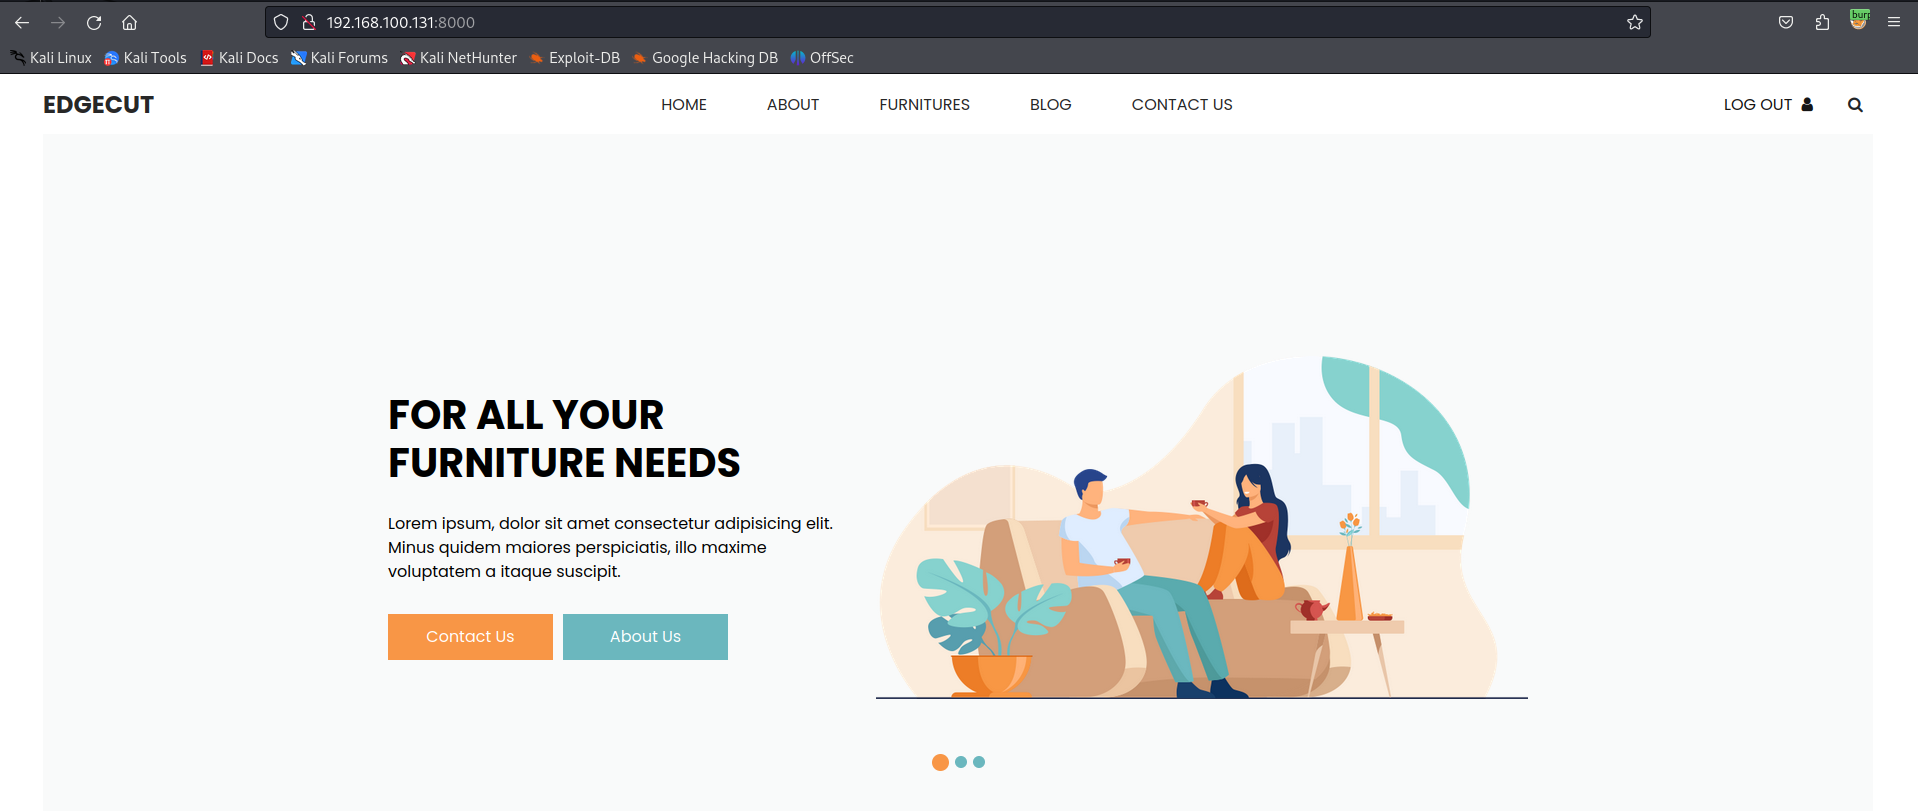 192.168.100.131:8000
burp
Kali Linux Kali Tools Kali Docs Kali Forums Kali NetHunter Exploit-DB Google Hacking DB OffSec
EDGECUT HOME ABOUT FURNITURES BLOG CONTACT US LOG OUT
FOR ALL YOUR
FURNITURE NEEDS
Lorem ipsum, dolor sit amet consectetur adipisicing elit.
Minus quidem maiores perspiciatis, illo maxime
voluptatem a itaque suscipit.
Contact Us About Us